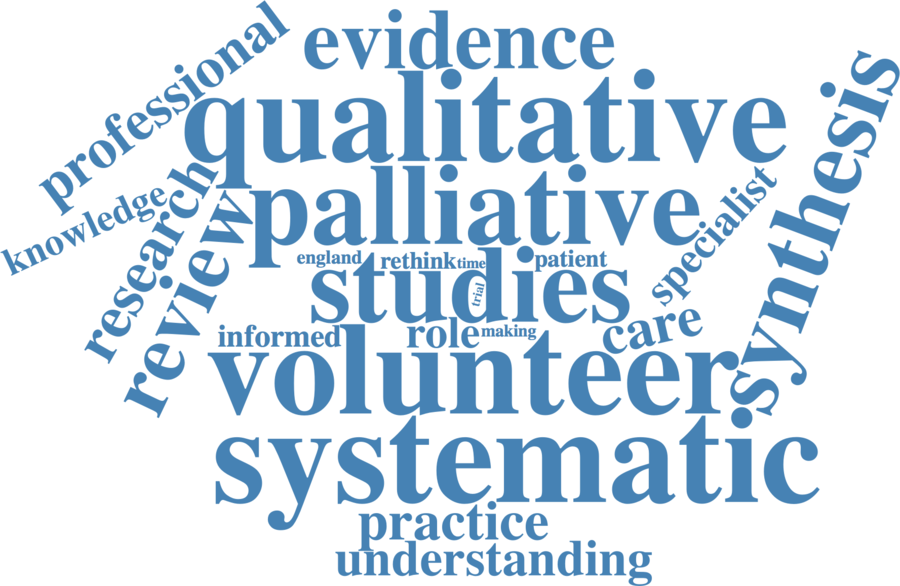 professional
evidence
qualitative
synthesis
knowledge
research
review
palliative
specialist
england
rethink
time
patient
studies
trial
informed
role
making
care
volunteer
systematic
practice
understanding